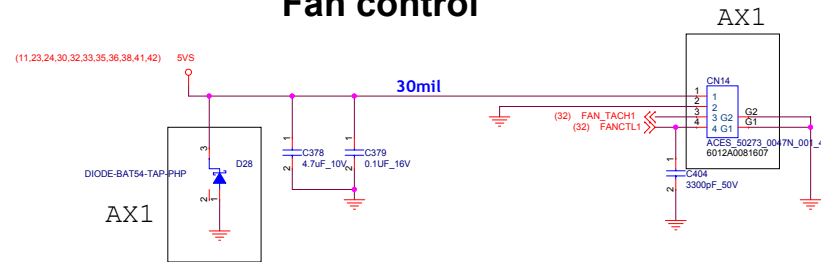 Fan control
AX1
(11,23,24,30,32,33,35,36,38,41,42) 5VS
CN14
30mil
1 1
2 2
(32) FAN_TACH1 3 3 G2 G2
(32) FANCTL1 4 4 G1 G1
ACES_50273_0047N_001_4
6012A0081607
3 D28
DIODE-BAT54-TAP-PHP
2 1
1 C378 2
4.7uF_10V
1 C379 2
0.1UF_16V
1 C404 2
3300pF_50V
AX1